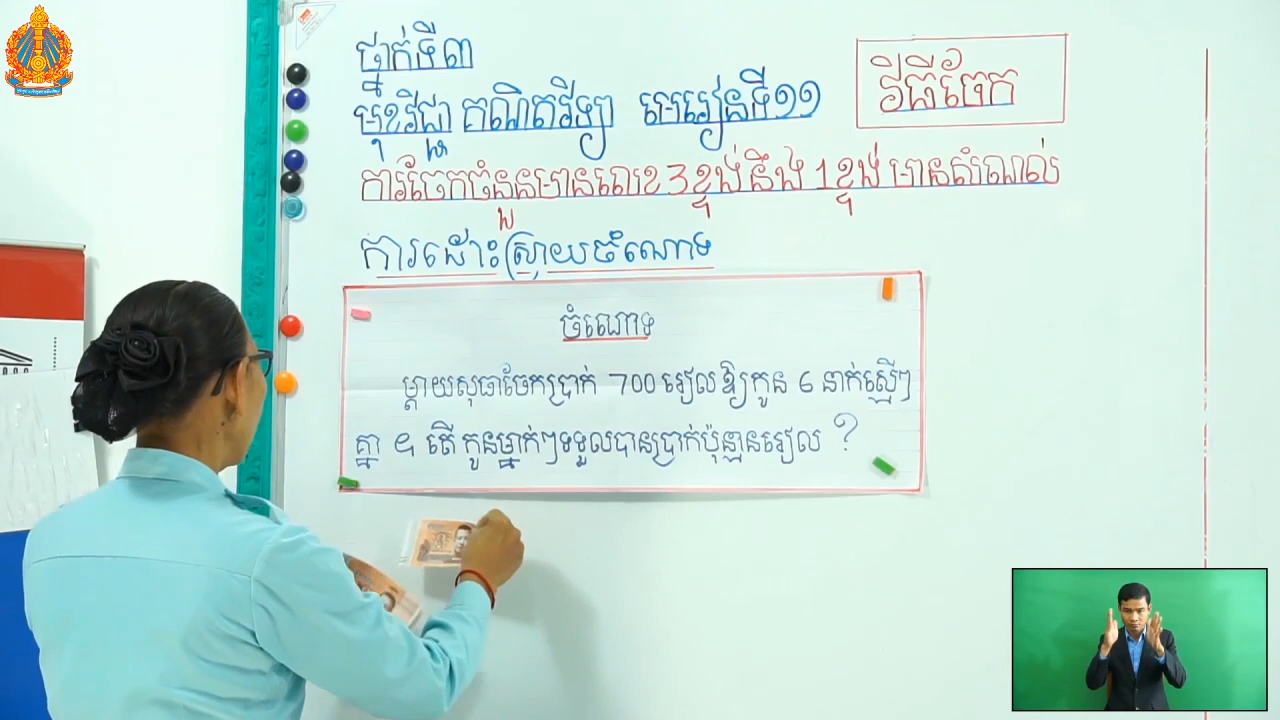 ថ្នាក់ទី៣
វិធីចែក
មុខវិជ្ជា គណិតវិទ្យា មេរៀនទី១១
ការចែកចំនួនមានលេខ 3 ខ្ទង់ នឹង 1 ខ្ទង់ មានសំណល់
ការដោះស្រាយចំណោទ
ចំណោទ
ម្តាយសុធាចែកប្រាក់ 700 រៀលឱ្យកូន 6 នាក់ស្មើៗ
គ្នា ។ តើ កូនម្នាក់ៗទទួលបានប្រាក់ប៉ុន្មានរៀល ?